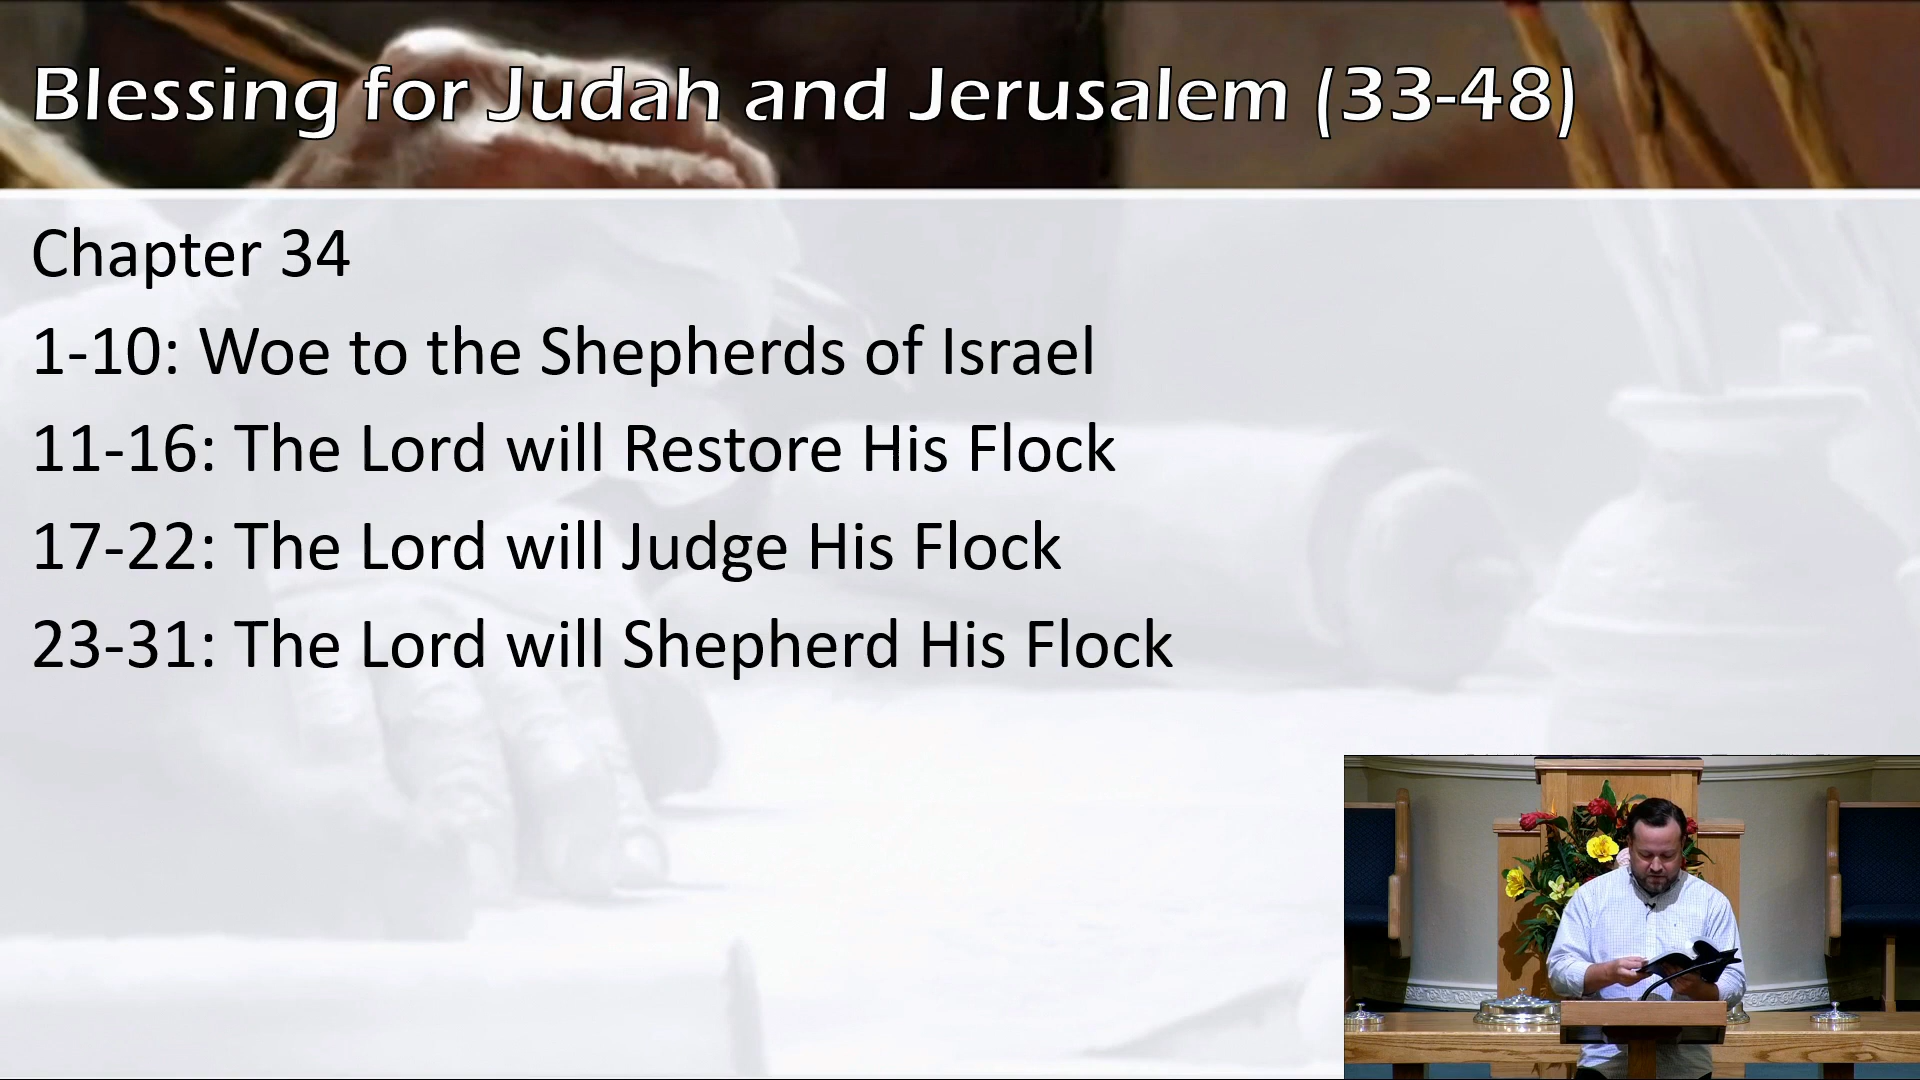 Blessing for Judah and Jerusalem (33-48)
Chapter 34
1-10: Woe to the Shepherds of Israel
11-16: The Lord will Restore His Flock
17-22: The Lord will Judge His Flock
23-31: The Lord will Shepherd His Flock